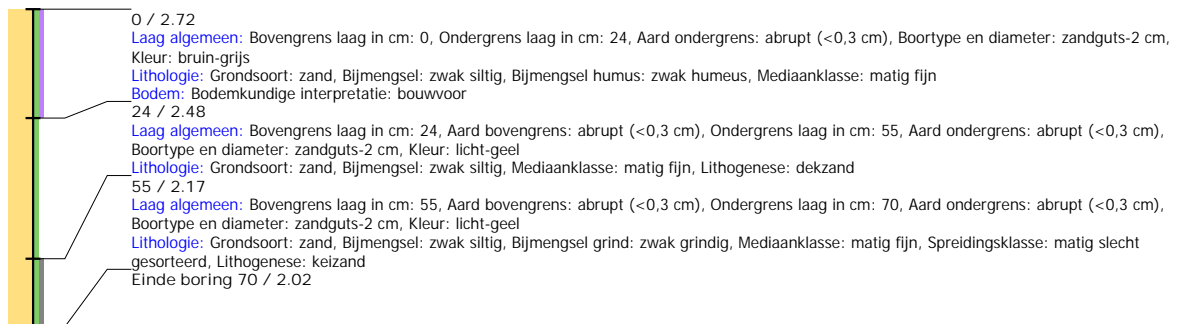 0 / 2.72
Laag algemeen: Bovengrens laag in cm: 0, Ondergrens laag in cm: 24, Aard ondergrens: abrupt (<0,3 cm), Boortype en diameter: zandguts-2 cm,
Kleur: bruin-grijs
Lithologie: Grondsoort: zand, Bijmengsel: zwak siltig, Bijmengsel humus: zwak humeus, Mediaanklasse: matig fijn
Bodem: Bodemkundige interpretatie: bouwvoor
24 / 2.48
Laag algemeen: Bovengrens laag in cm: 24, Aard bovengrens: abrupt (<0,3 cm), Ondergrens laag in cm: 55, Aard ondergrens: abrupt (<0,3 cm),
Boortype en diameter: zandguts-2 cm, Kleur: licht-geel
Lithologie: Grondsoort: zand, Bijmengsel: zwak siltig, Mediaanklasse: matig fijn, Lithogenese: dekzand
55 / 2.17
Laag algemeen: Bovengrens laag in cm: 55, Aard bovengrens: abrupt (<0,3 cm), Ondergrens laag in cm: 70, Aard ondergrens: abrupt (<0,3 cm),
Boortype en diameter: zandguts-2 cm, Kleur: licht-geel
Lithologie: Grondsoort: zand, Bijmengsel: zwak siltig, Bijmengsel grind: zwak grindig, Mediaanklasse: matig fijn, Spreidingsklasse: matig slecht
gesorteerd, Lithogenese: keizand
Einde boring 70 / 2.02